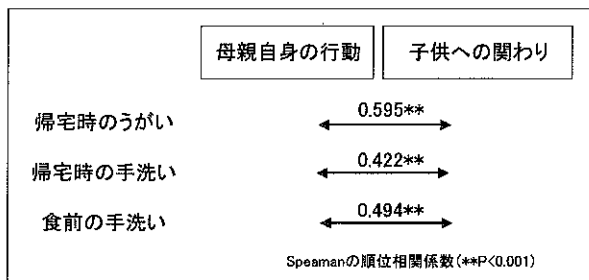 母親自身の行動 子供への関わり
帰宅時のうがい 0.595**
帰宅時の手洗い 0.422**
食前の手洗い 0.494**
Speamanの順位相関係数(**P<0.001)